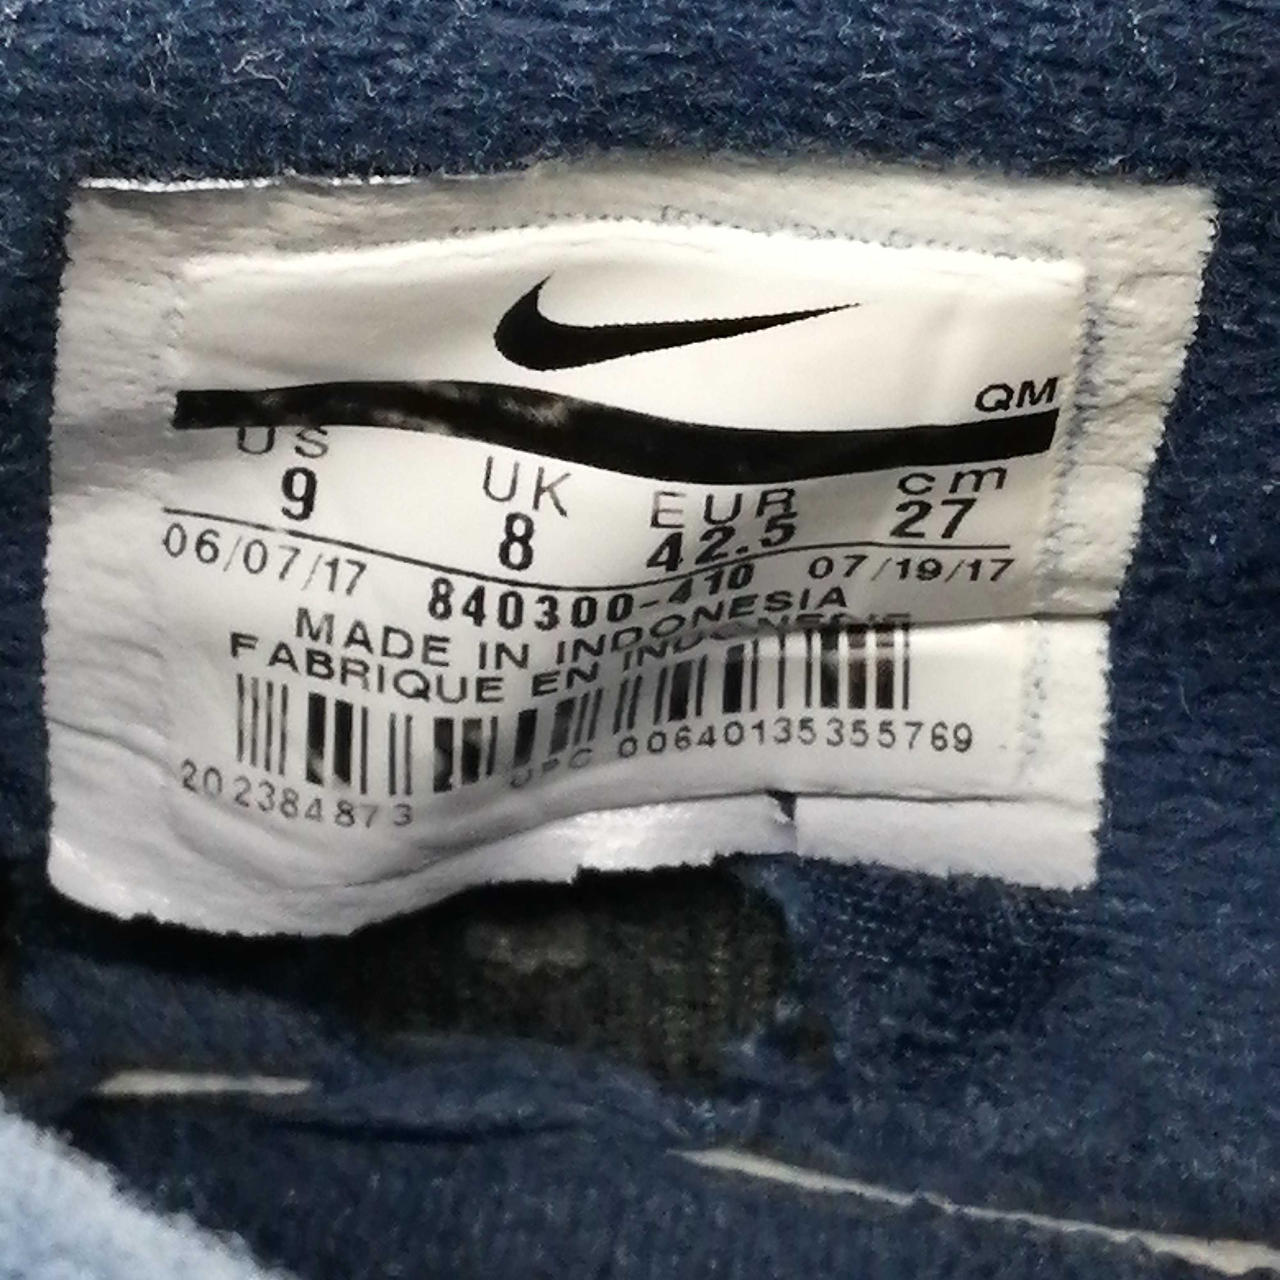 QM
US UK EUR cm
9 8 42.5 27
06/07/17 840300-410 07/19/17
MADE IN INDONESIA
FABRIQUE EN INDONESIE
2023848873
UPC 00640135355769